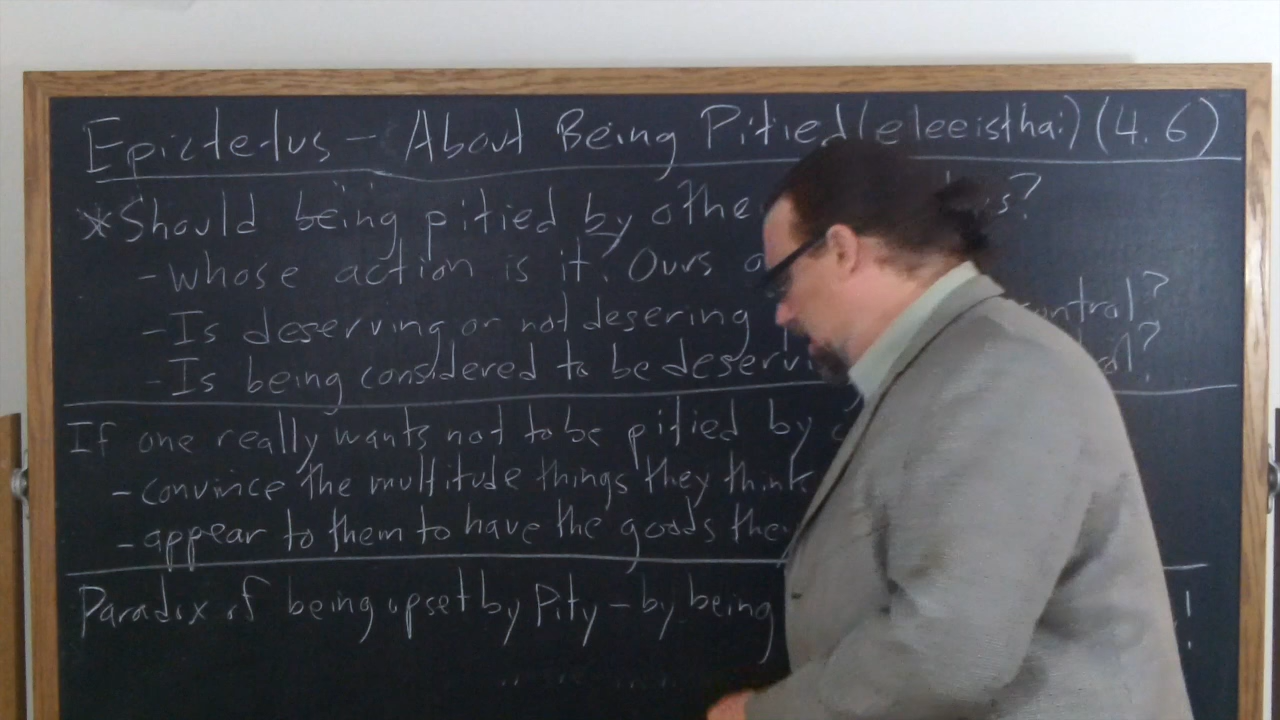 Epictetus - About Being Pitied (eleeisthai) (4.6)
*Should being pitied by othe s?
- whose action is it? Ours o
- Is deserving or not desering ontrol?
- Is being considered to be deservi ol?
If one really wants not to be pitied by
- convince the multitude things they think
- appear to them to have the goods the
Paradox of being upset by Pity - by being !